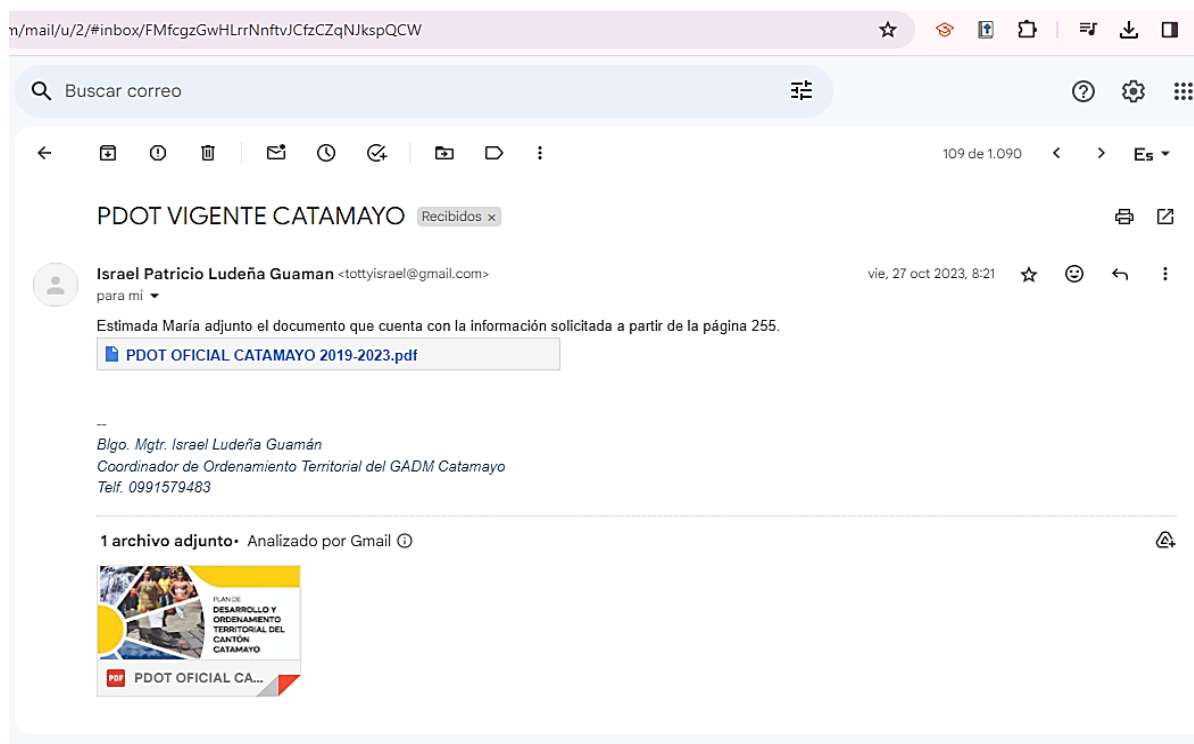 m/mail/u/2/#inbox/FMfcgzGwHLrrNnftvJCfzCZqNJkspQCW
Buscar correo
109 de 1.090
Es
PDOT VIGENTE CATAMAYO Recibidos x
Israel Patricio Ludeña Guaman <tottyisrael@gmail.com> vie, 27 oct 2023, 8:21
para mí
Estimada María adjunto el documento que cuenta con la información solicitada a partir de la página 255.
PDOT OFICIAL CATAMAYO 2019-2023.pdf
--
Blgo. Mgtr. Israel Ludeña Guamán
Coordinador de Ordenamiento Territorial del GADM Catamayo
Telf. 0991579483
1 archivo adjunto• Analizado por Gmail
PLAN DE
DESARROLLO Y
ORDENAMIENTO
TERRITORIAL DEL
CANTÓN
CATAMAYO
PDF PDOT OFICIAL CA...